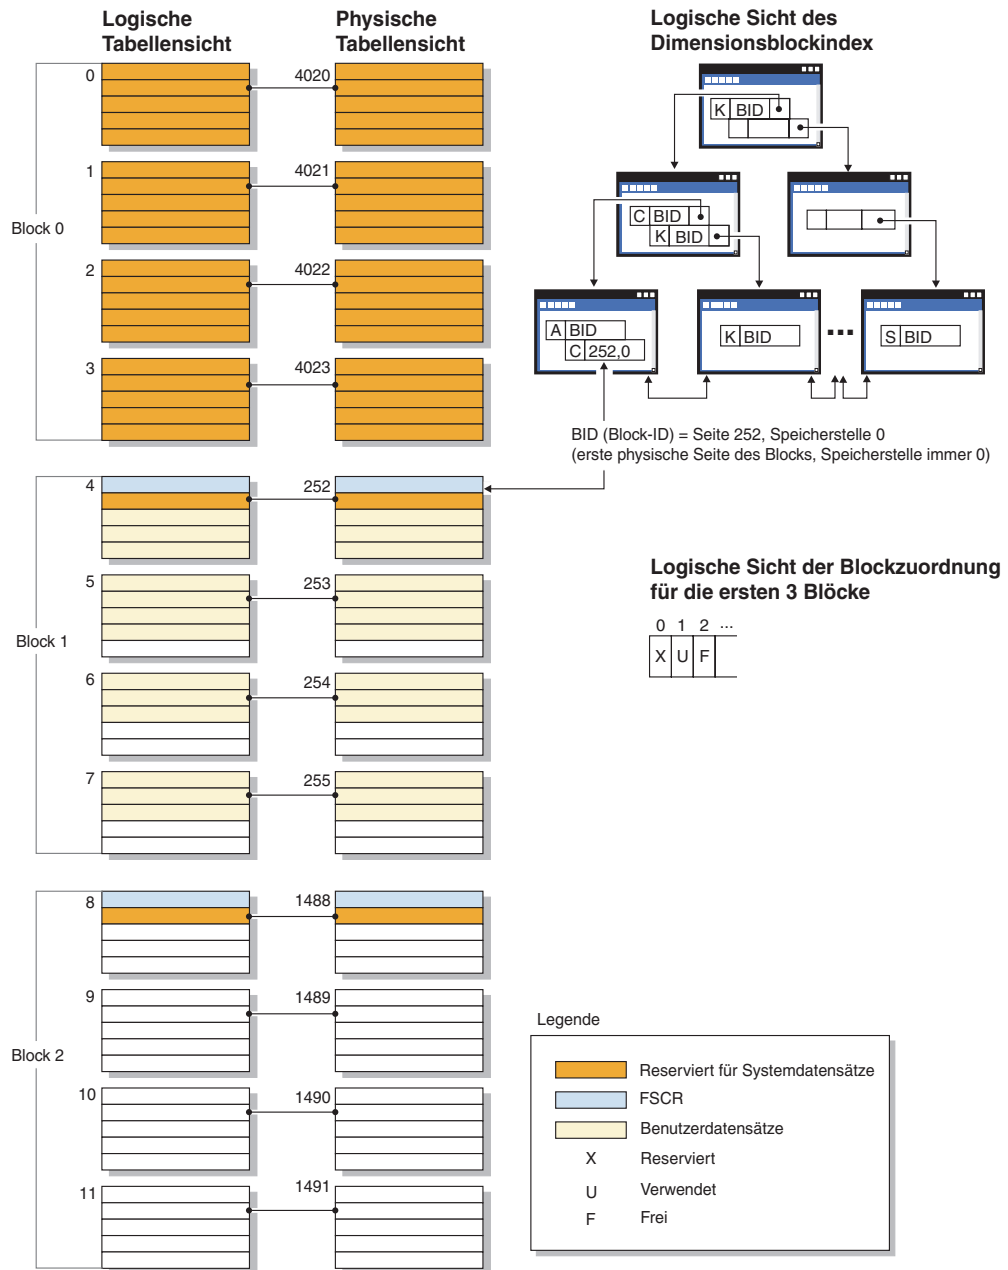 Logische
Tabellensicht
Physische
Tabellensicht
Logische Sicht des
Dimensionsblockindex
Block 0
0
4020
1
4021
2
4022
3
4023
K BID
C BID
K BID
A BID
C 252,0
K BID
S BID
BID (Block-ID) = Seite 252, Speicherstelle 0
(erste physische Seite des Blocks, Speicherstelle immer 0)
Block 1
4
252
5
253
6
254
7
255
Logische Sicht der Blockzuordnung
für die ersten 3 Blöcke
0 1 2 ...
X U F
Block 2
8
1488
9
1489
10
1490
11
1491
Legende
Reserviert für Systemdatensätze
FSCR
Benutzerdatensätze
X Reserviert
U Verwendet
F Frei